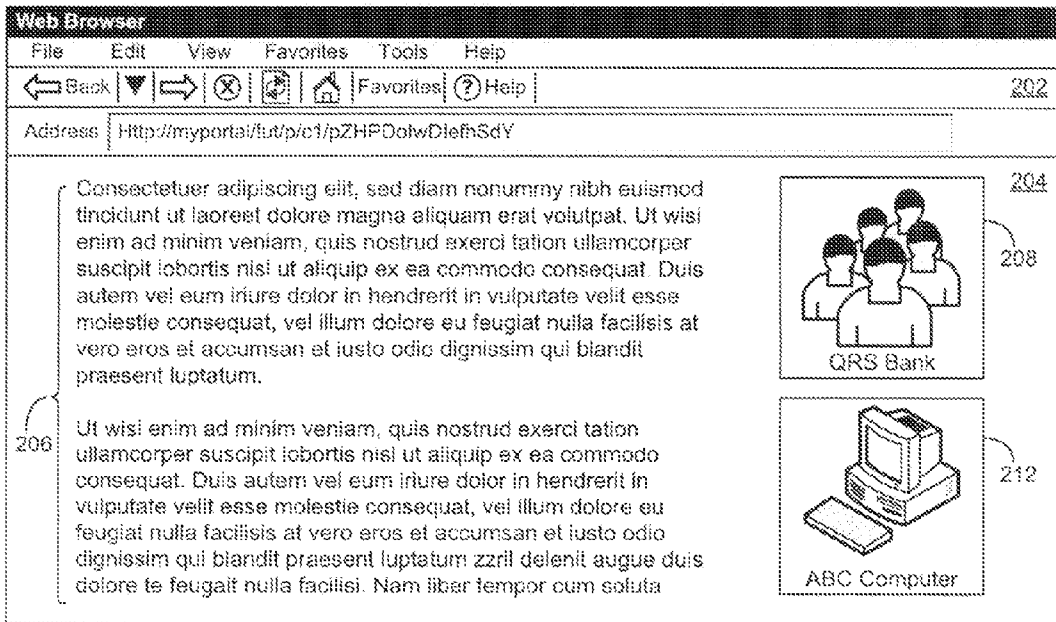 Web Browser
File Edit View Favorites Tools Help
Back Favorites ? Help 202
Address Http://myportal/!ut/p/c1/pZHPDolwDIefhSdY
204
Consectetuer adipiscing elit, sed diam nonummy nibh euismod
tincidunt ut laoreet dolore magna aliquam erat volutpat. Ut wisi
enim ad minim veniam, quis nostrud exerci tation ullamcorper
suscipit lobortis nisl ut aliquip ex ea commodo consequat. Duis
autem vel eum iriure dolor in hendrerit in vulputate velit esse
molestie consequat, vel illum dolore eu feugiat nulla facilisis at
vero eros et accumsan et iusto odio dignissim qui blandit
praesent luptatum.
206
Ut wisi enim ad minim veniam, quis nostrud exerci tation
ullamcorper suscipit lobortis nisl ut aliquip ex ea commodo
consequat. Duis autem vel eum iriure dolor in hendrerit in
vulputate velit esse molestie consequat, vel illum dolore eu
feugiat nulla facilisis at vero eros et accumsan et iusto odio
dignissim qui blandit praesent luptatum zzril delenit augue duis
dolore te feugait nulla facilisi. Nam liber tempor cum soluta
208
QRS Bank
212
ABC Computer